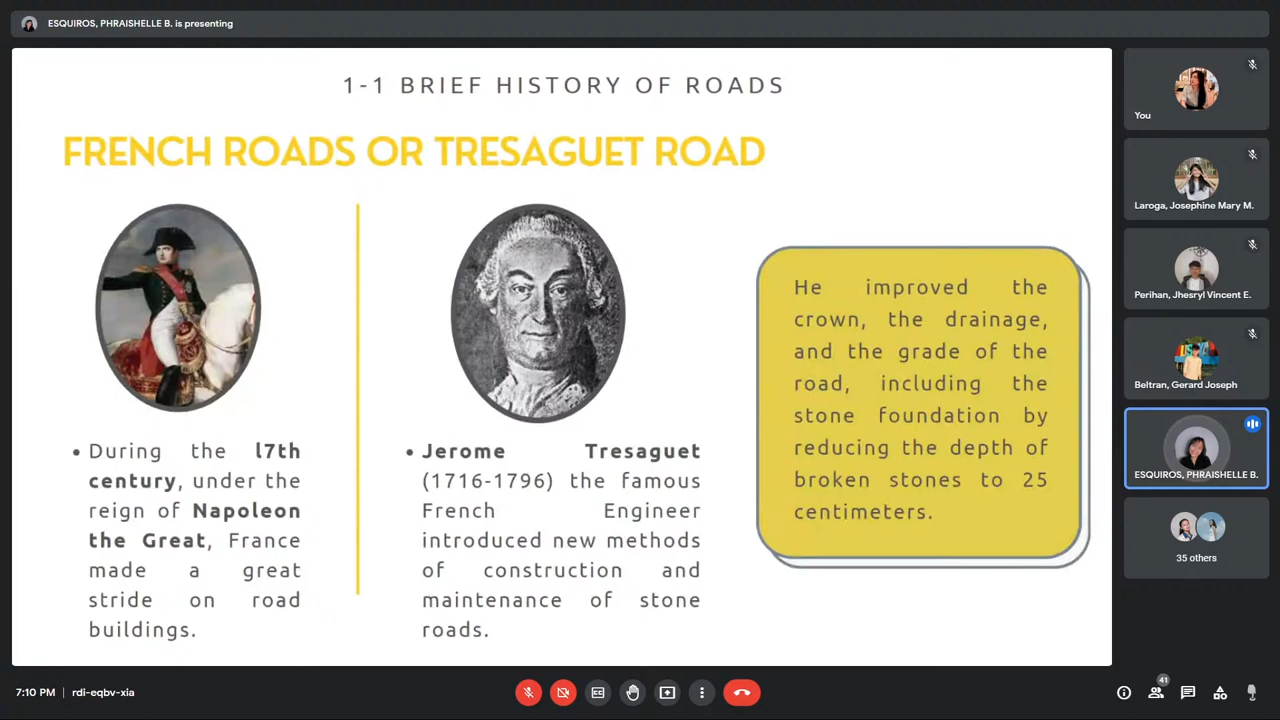 ESQUIROS, PHRAISHELLE B. is presenting
1-1 BRIEF HISTORY OF ROADS
FRENCH ROADS OR TRESAGUET ROAD
• During the l7th
century, under the
reign of Napoleon
the Great, France
made a great
stride on road
buildings.
• Jerome Tresaguet
(1716-1796) the famous
French Engineer
introduced new methods
of construction and
maintenance of stone
roads.
He improved the
crown, the drainage,
and the grade of the
road, including the
stone foundation by
reducing the depth of
broken stones to 25
centimeters.
You
Laroga, Josephine Mary M.
Perihan, Jhesryl Vincent E.
Beltran, Gerard Joseph
ESQUIROS, PHRAISHELLE B.
35 others
7:10 PM | rdi-eqbv-xia
CC
41